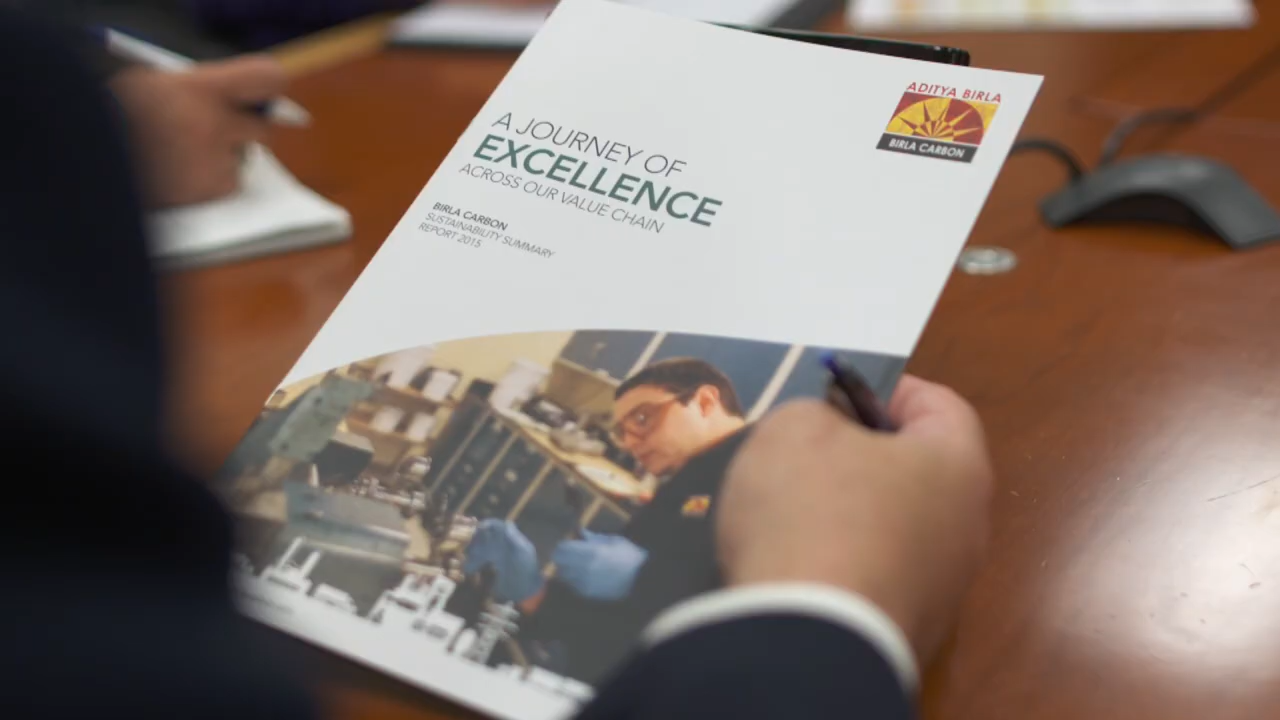 ADITYA BIRLA
BIRLA CARBON
A JOURNEY OF
EXCELLENCE
ACROSS OUR VALUE CHAIN
BIRLA CARBON
SUSTAINABILITY SUMMARY
REPORT 2015